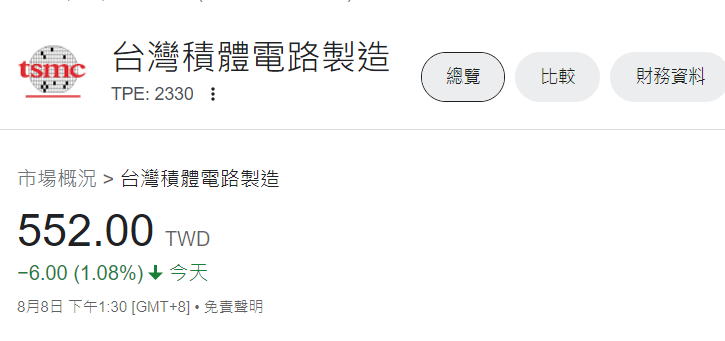 tsmc
台灣積體電路製造
TPE: 2330
總覽
比較
財務資料
市場概況 > 台灣積體電路製造
552.00 TWD
−6.00 (1.08%) ↓ 今天
8月8日 下午1:30 [GMT+8] • 免責聲明